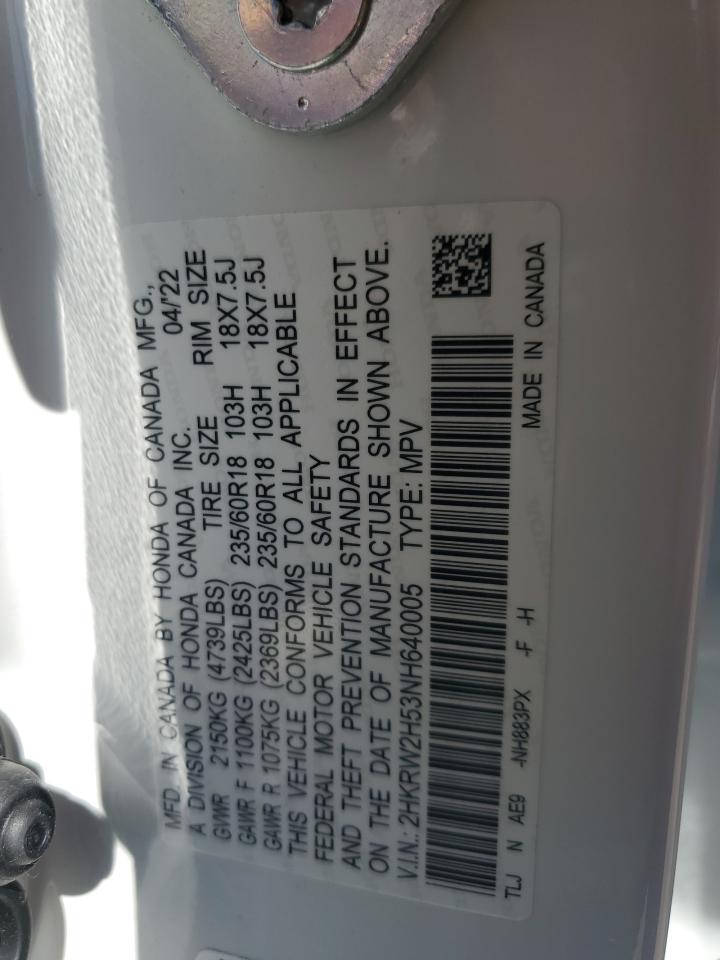 MFD. IN CANADA BY HONDA OF CANADA MFG.,
A DIVISION OF HONDA CANADA INC. 04/'22
GVWR 2150KG (4739LBS) TIRE SIZE RIM SIZE
GAWR F 1100KG (2425LBS) 235/60R18 103H 18X7.5J
GAWR R 1075KG (2369LBS) 235/60R18 103H 18X7.5J
THIS VEHICLE CONFORMS TO ALL APPLICABLE
FEDERAL MOTOR VEHICLE SAFETY
AND THEFT PREVENTION STANDARDS IN EFFECT
ON THE DATE OF MANUFACTURE SHOWN ABOVE.
V.I.N.: 2HKRW2H53NH640005 TYPE: MPV
TLJ N AE9 -NH883PX -F -H MADE IN CANADA